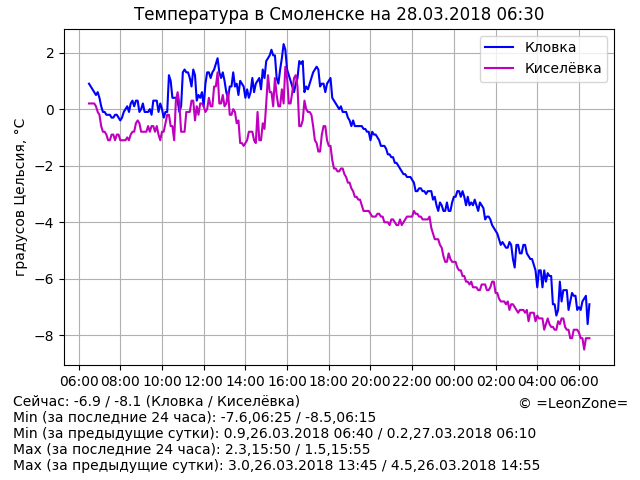 Температура в Смоленске на 28.03.2018 06:30
Кловка
Киселёвка
градусов Цельсия, °C
2
0
−2
−4
−6
−8
06:00 08:00 10:00 12:00 14:00 16:00 18:00 20:00 22:00 00:00 02:00 04:00 06:00
Сейчас: -6.9 / -8.1 (Кловка / Киселёвка)
© =LeonZone=
Min (за последние 24 часа): -7.6,06:25 / -8.5,06:15
Min (за предыдущие сутки): 0.9,26.03.2018 06:40 / 0.2,27.03.2018 06:10
Max (за последние 24 часа): 2.3,15:50 / 1.5,15:55
Max (за предыдущие сутки): 3.0,26.03.2018 13:45 / 4.5,26.03.2018 14:55